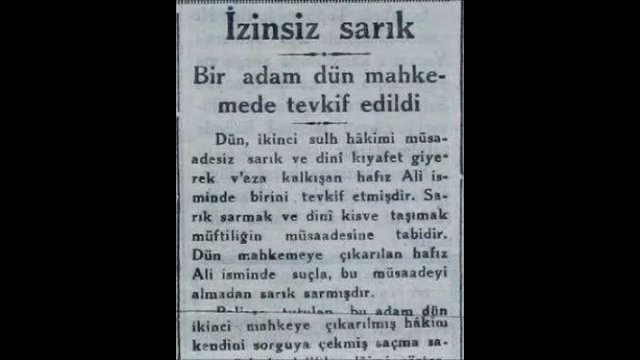 İzinsiz sarık
Bir adam dün mahke-
mede tevkif edildi
Dün, ikinci sulh hâkimi müsa-
adesiz sarık ve dinî kıyafet giye-
rek v'aza kalkışan hafız Ali is-
minde birini tevkif etmişdir. Sa-
rık sarmak ve dinî kisve taşımak
müftiliğin müsaadesine tabidir.
Dün mahkemeye çıkarılan hafız
Ali isminde suçla, bu müsaadeyi
almadan sarık sarmışdır.
bu adam dün
ikinci mahkeye çıkarılmış hâkim
kendini sorguya çekmiş saçma sa-